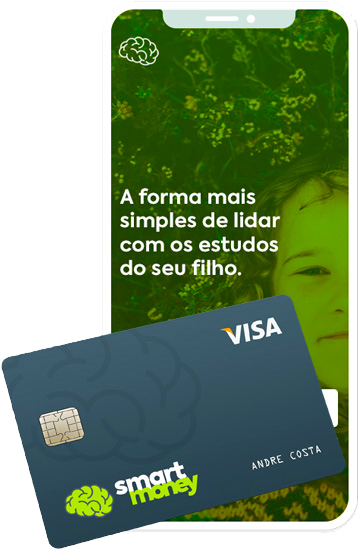 A forma mais
simples de lidar
com os estudos
do seu filho.
VISA
ANDRE COSTA
smart
money